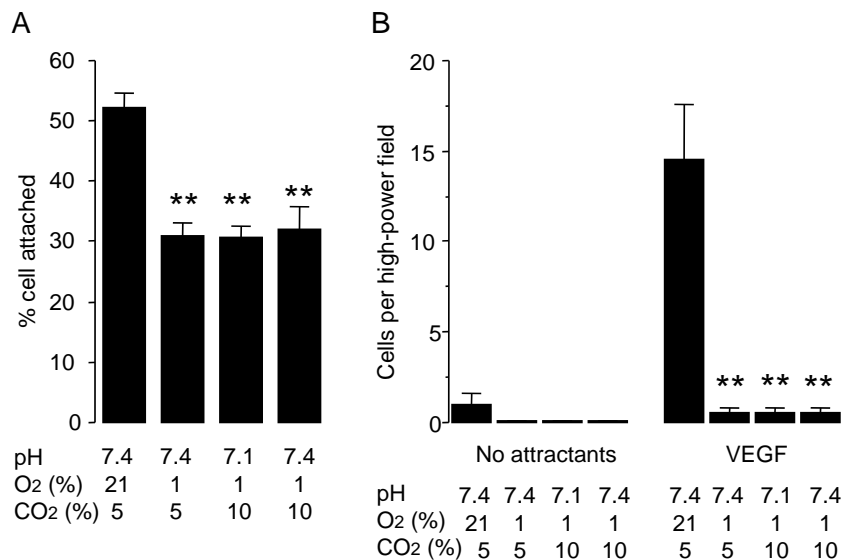 A
% cell attached
60
50
40
30
20
10
0
** ** **
pH 7.4 7.4 7.1 7.4
O2 (%) 21 1 1 1
CO2 (%) 5 5 10 10
B
Cells per high-power field
20
15
10
5
0
** ** **
No attractants VEGF
pH 7.4 7.4 7.1 7.4 7.4 7.4 7.1 7.4
O2 (%) 21 1 1 1 21 1 1 1
CO2 (%) 5 5 10 10 5 5 10 10